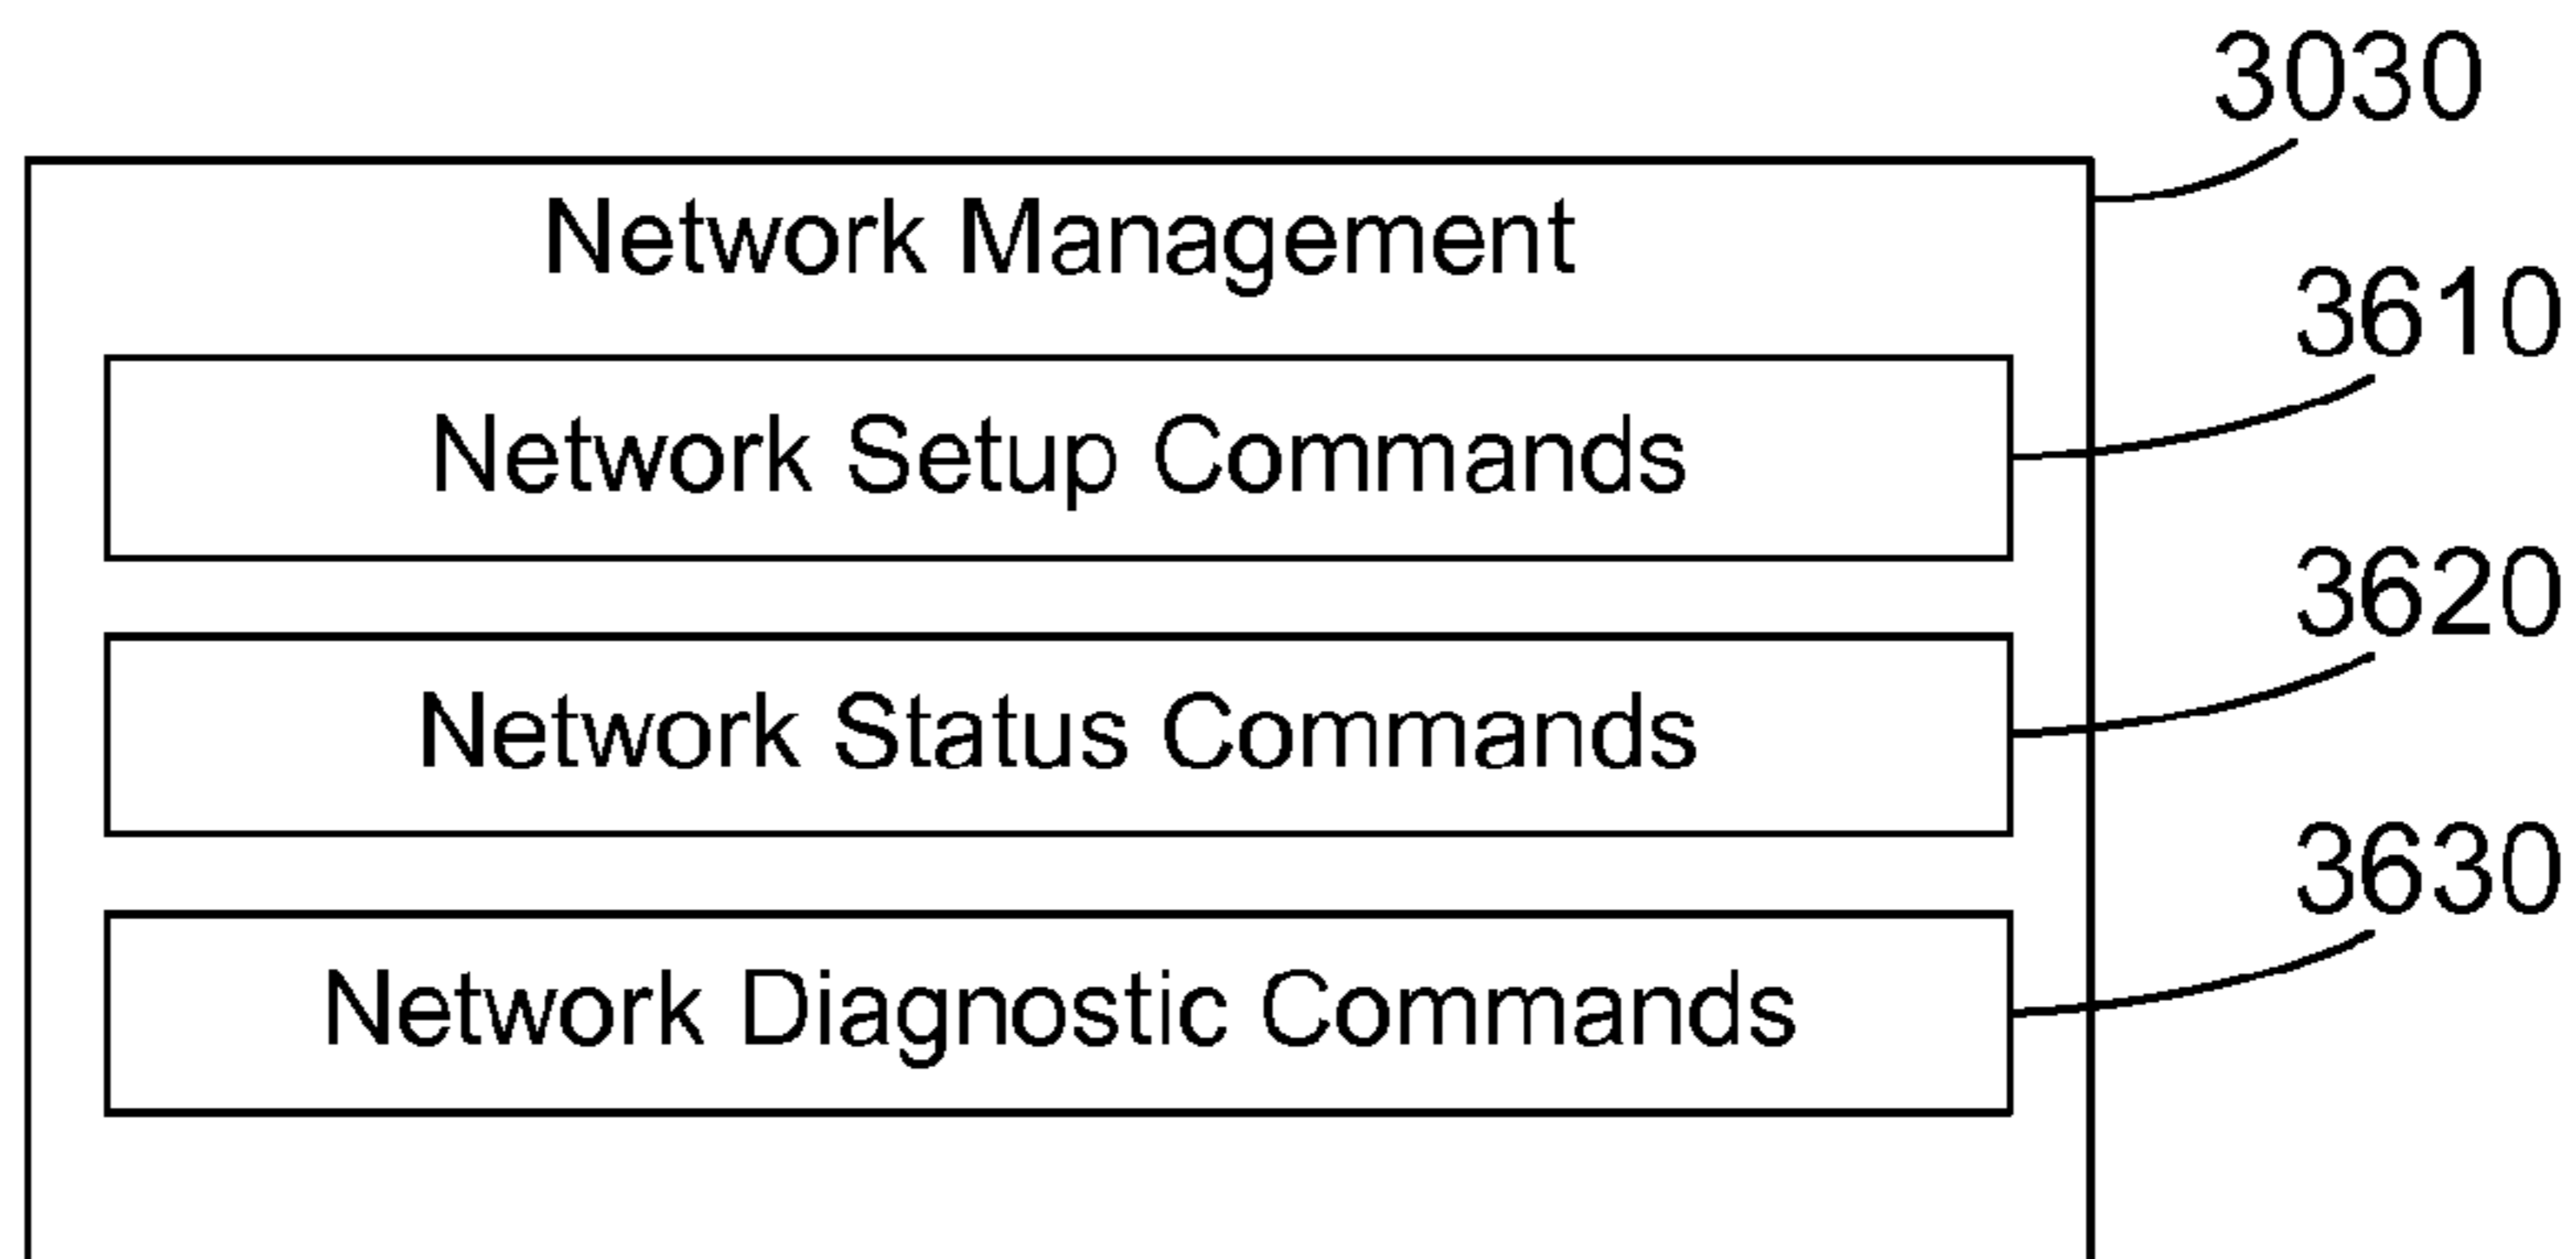 3030
Network Management
3610
Network Setup Commands
3620
Network Status Commands
3630
Network Diagnostic Commands